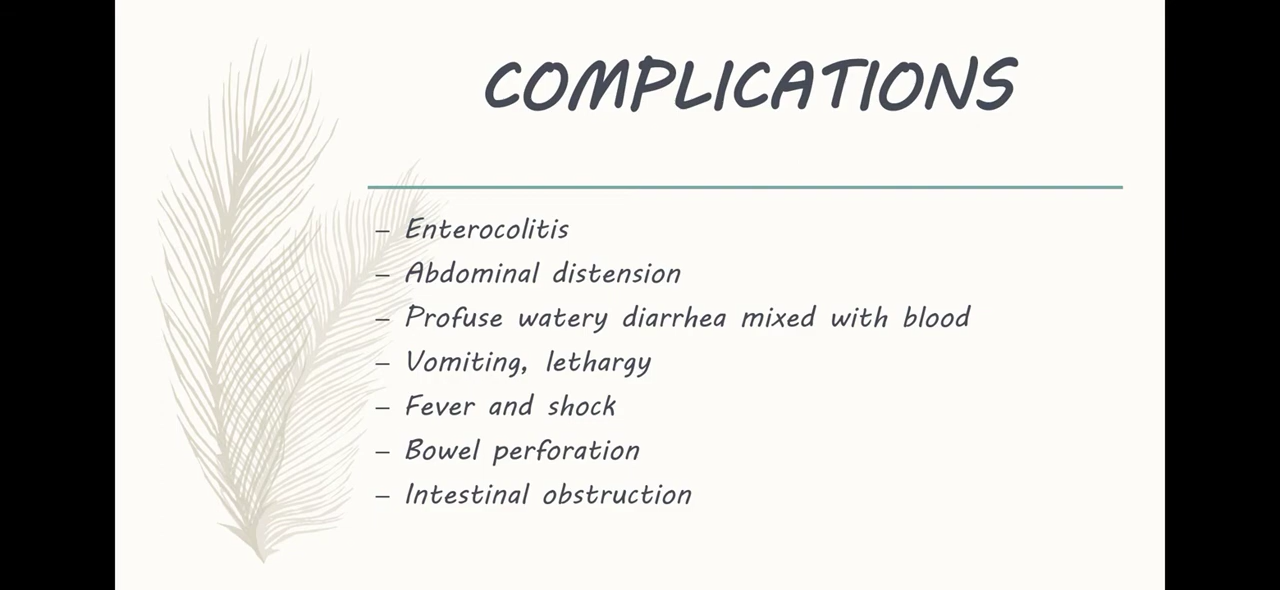 COMPLICATIONS
– Enterocolitis
– Abdominal distension
– Profuse watery diarrhea mixed with blood
– Vomiting, lethargy
– Fever and shock
– Bowel perforation
– Intestinal obstruction